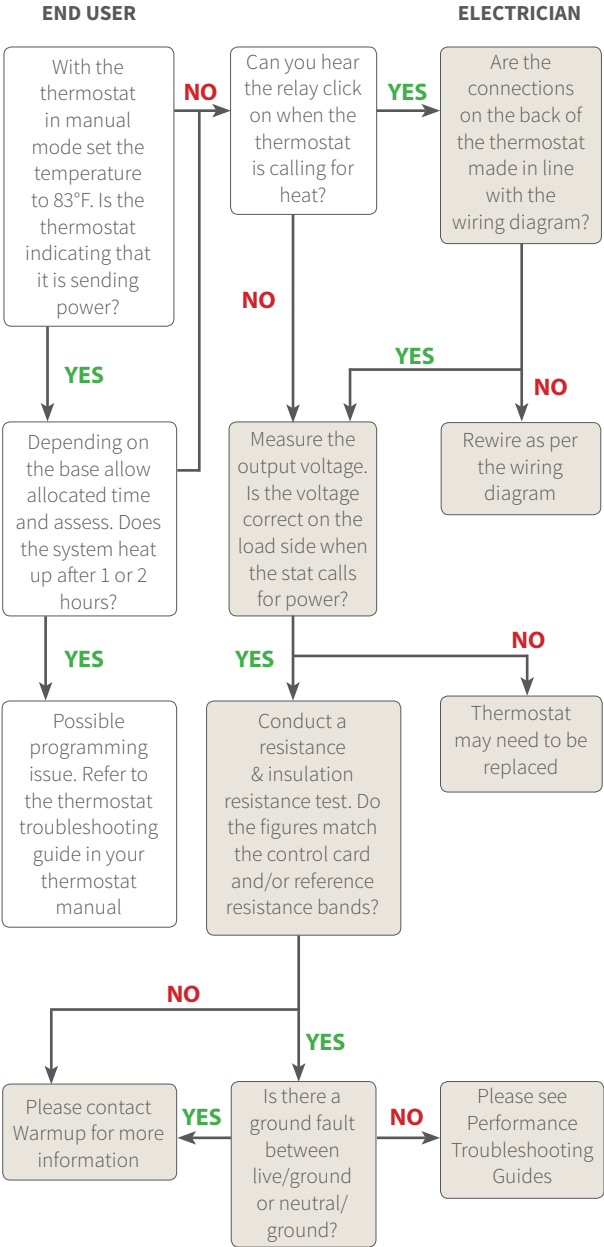 END USER
ELECTRICIAN
With the
thermostat
in manual
mode set the
temperature
to 83°F. Is the
thermostat
indicating that
it is sending
power?
NO
Can you hear
the relay click
on when the
thermostat
is calling for
heat?
YES
Are the
connections
on the back of
the thermostat
made in line
with the
wiring diagram?
YES
NO
YES
NO
Depending on
the base allow
allocated time
and assess. Does
the system heat
up after 1 or 2
hours?
Measure the
output voltage.
Is the voltage
correct on the
load side when
the stat calls
for power?
Rewire as per
the wiring
diagram
YES
YES
NO
Possible
programming
issue. Refer to
the thermostat
troubleshooting
guide in your
thermostat
manual
Conduct a
resistance
& insulation
resistance test. Do
the figures match
the control card
and/or reference
resistance bands?
Thermostat
may need to be
replaced
NO
YES
Please contact
Warmup for more
information
YES
Is there a
ground fault
between
live/ground
or neutral/
ground?
NO
Please see
Performance
Troubleshooting
Guides